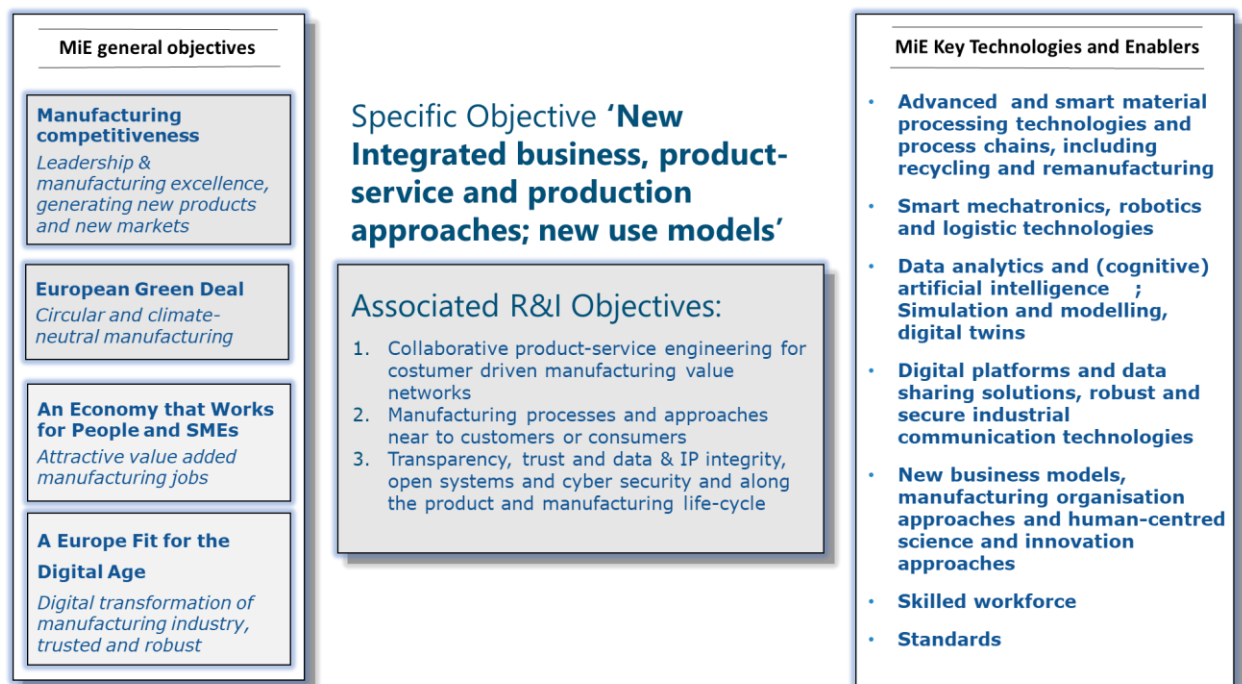 MiE general objectives
Manufacturing
competitiveness
Leadership &
manufacturing excellence,
generating new products
and new markets
European Green Deal
Circular and climate-
neutral manufacturing
An Economy that Works
for People and SMEs
Attractive value added
manufacturing jobs
A Europe Fit for the
Digital Age
Digital transformation of
manufacturing industry,
trusted and robust
Specific Objective ‘New
Integrated business, product-
service and production
approaches; new use models’
Associated R&I Objectives:
1. Collaborative product-service engineering for
costumer driven manufacturing value
networks
2. Manufacturing processes and approaches
near to customers or consumers
3. Transparency, trust and data & IP integrity,
open systems and cyber security and along
the product and manufacturing life-cycle
MiE Key Technologies and Enablers
• Advanced and smart material
processing technologies and
process chains, including
recycling and remanufacturing
• Smart mechatronics, robotics
and logistic technologies
• Data analytics and (cognitive)
artificial intelligence ;
Simulation and modelling,
digital twins
• Digital platforms and data
sharing solutions, robust and
secure industrial
communication technologies
• New business models,
manufacturing organisation
approaches and human-centred
science and innovation
approaches
• Skilled workforce
• Standards